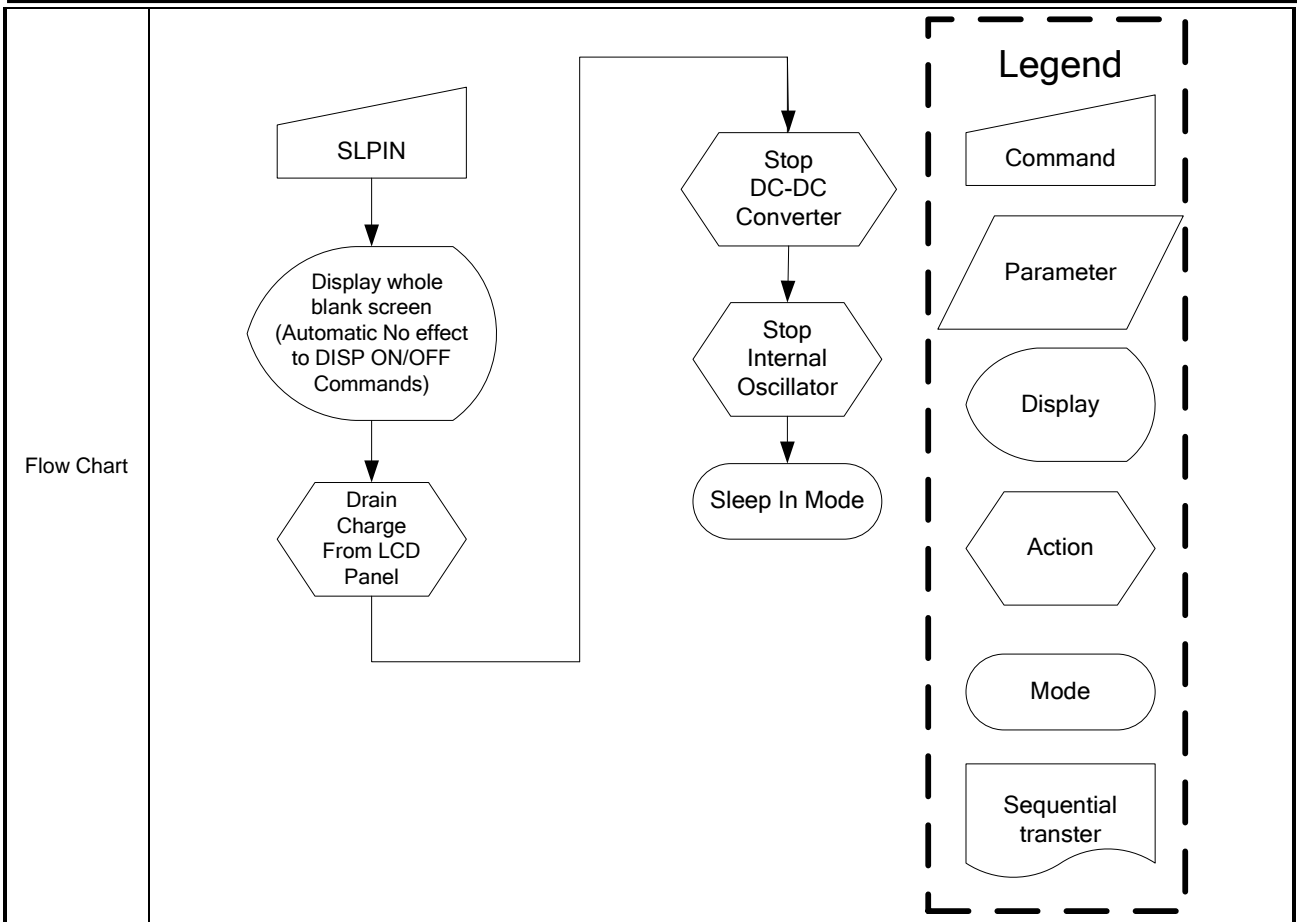 Flow Chart
SLPIN
Display whole
blank screen
(Automatic No effect
to DISP ON/OFF
Commands)
Drain
Charge
From LCD
Panel
Stop
DC-DC
Converter
Stop
Internal
Oscillator
Sleep In Mode
Legend
Command
Parameter
Display
Action
Mode
Sequential
transter